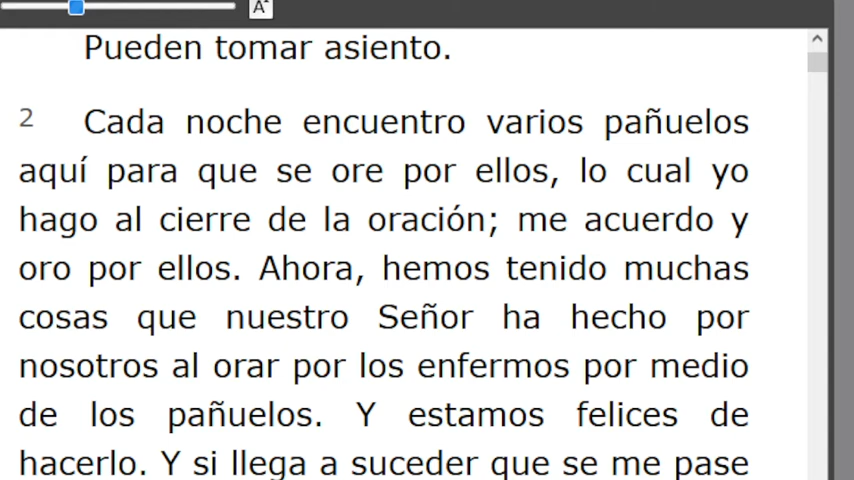 A
Pueden tomar asiento.
2 Cada noche encuentro varios pañuelos
aquí para que se ore por ellos, lo cual yo
hago al cierre de la oración; me acuerdo y
oro por ellos. Ahora, hemos tenido muchas
cosas que nuestro Señor ha hecho por
nosotros al orar por los enfermos por medio
de los pañuelos. Y estamos felices de
hacerlo. Y si llega a suceder que se me pase